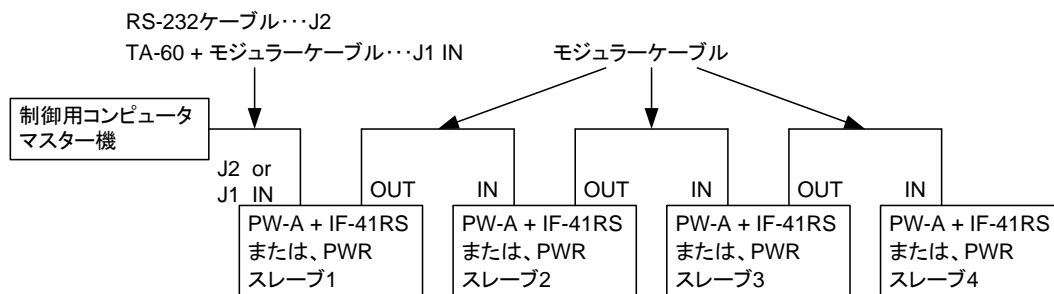 RS-232ケーブル･･･J2
TA-60 + モジュラーケーブル･･･J1 IN
モジュラーケーブル
制御用コンピュータ
マスター機
J2 or
J1 IN
OUT
IN
OUT
IN
OUT
IN
PW-A + IF-41RS
または、PWR
スレーブ1
PW-A + IF-41RS
または、PWR
スレーブ2
PW-A + IF-41RS
または、PWR
スレーブ3
PW-A + IF-41RS
または、PWR
スレーブ4